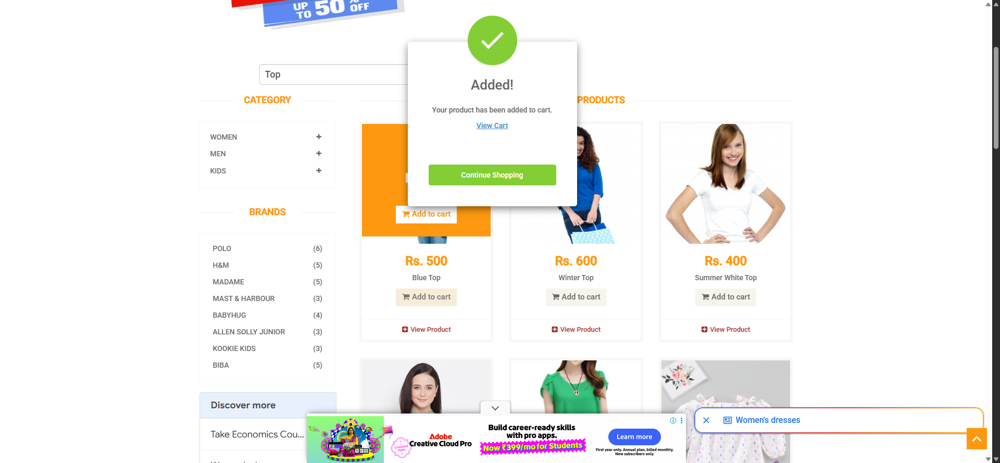 UP TO 50% OFF
Added!
Your product has been added to cart.
View Cart
Continue Shopping
Top
CATEGORY
WOMEN
MEN
KIDS
BRANDS
POLO (6)
H&M (5)
MADAME (5)
MAST & HARBOUR (3)
BABYHUG (4)
ALLEN SOLLY JUNIOR (3)
KOOKIE KIDS (3)
BIBA (5)
Discover more
Take Economics Cou...
PRODUCTS
Add to cart
Rs. 500
Blue Top
Add to cart
View Product
Rs. 600
Winter Top
Add to cart
View Product
Rs. 400
Summer White Top
Add to cart
View Product
Licensed Apps
Adobe
Creative Cloud Pro
Build career-ready skills
with pro apps.
Now ₹399/mo for Students
Learn more
First year only. Annual plan, billed monthly.
New subscribers only.
Women's dresses